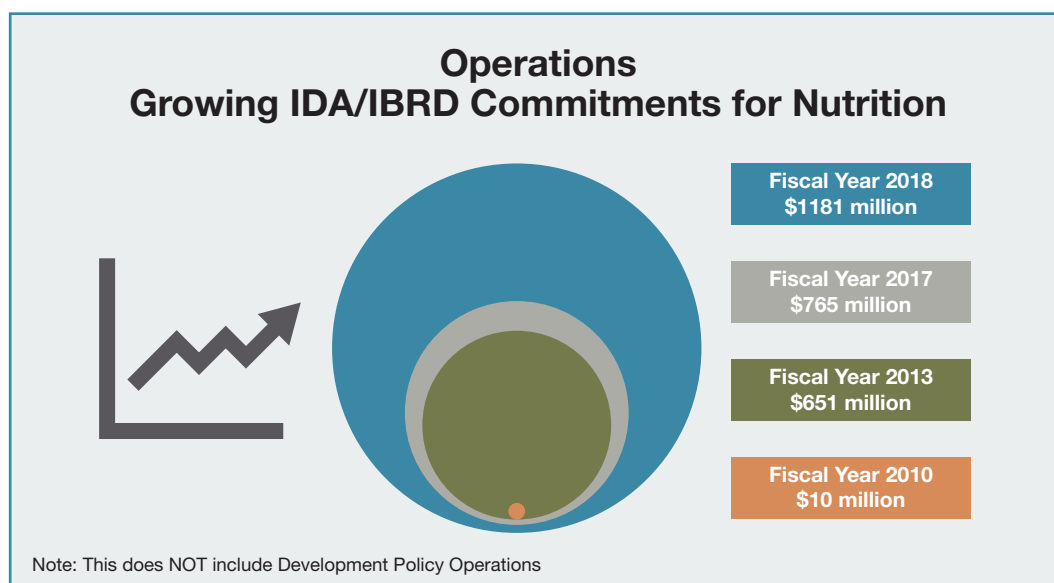 Operations
Growing IDA/IBRD Commitments for Nutrition
Fiscal Year 2018
$1181 million
Fiscal Year 2017
$765 million
Fiscal Year 2013
$651 million
Fiscal Year 2010
$10 million
Note: This does NOT include Development Policy Operations